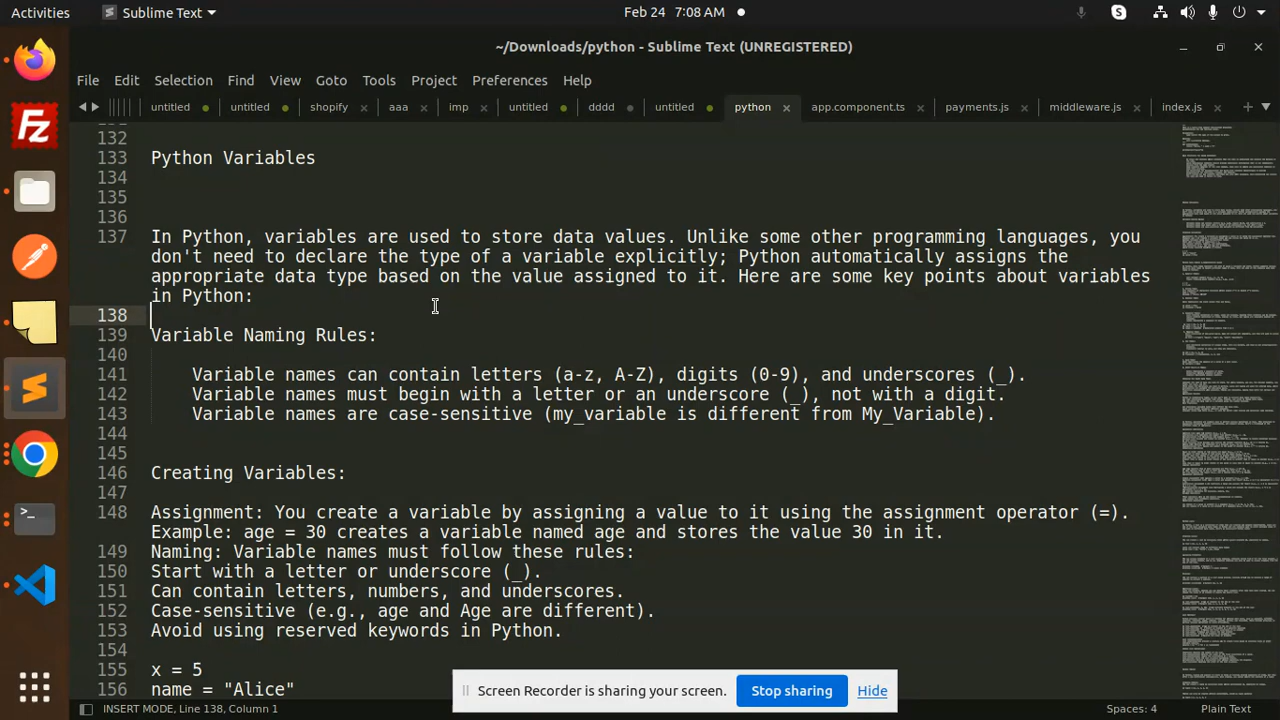 Activities
Sublime Text
Feb 24 7:08 AM
~/Downloads/python - Sublime Text (UNREGISTERED)
File Edit Selection Find View Goto Tools Project Preferences Help
untitled untitled shopify aaa imp untitled dddd untitled python app.component.ts payments.js middleware.js index.js
132
133 Python Variables
134
135
136
137 In Python, variables are used to store data values. Unlike some other programming languages, you
don't need to declare the type of a variable explicitly; Python automatically assigns the
appropriate data type based on the value assigned to it. Here are some key points about variables
in Python:
138
139 Variable Naming Rules:
140
141 Variable names can contain letters (a-z, A-Z), digits (0-9), and underscores (_).
142 Variable names must begin with a letter or an underscore (_), not with a digit.
143 Variable names are case-sensitive (my_variable is different from My_Variable).
144
145
146 Creating Variables:
147
148 Assignment: You create a variable by assigning a value to it using the assignment operator (=).
Example: age = 30 creates a variable named age and stores the value 30 in it.
149 Naming: Variable names must follow these rules:
150 Start with a letter or underscore (_).
151 Can contain letters, numbers, and underscores.
152 Case-sensitive (e.g., age and Age are different).
153 Avoid using reserved keywords in Python.
154
155 x = 5
156 name = "Alice"
Screen Recorder is sharing your screen. Stop sharing Hide
INSERT MODE, Line 138, Column 1
Spaces: 4
Plain Text